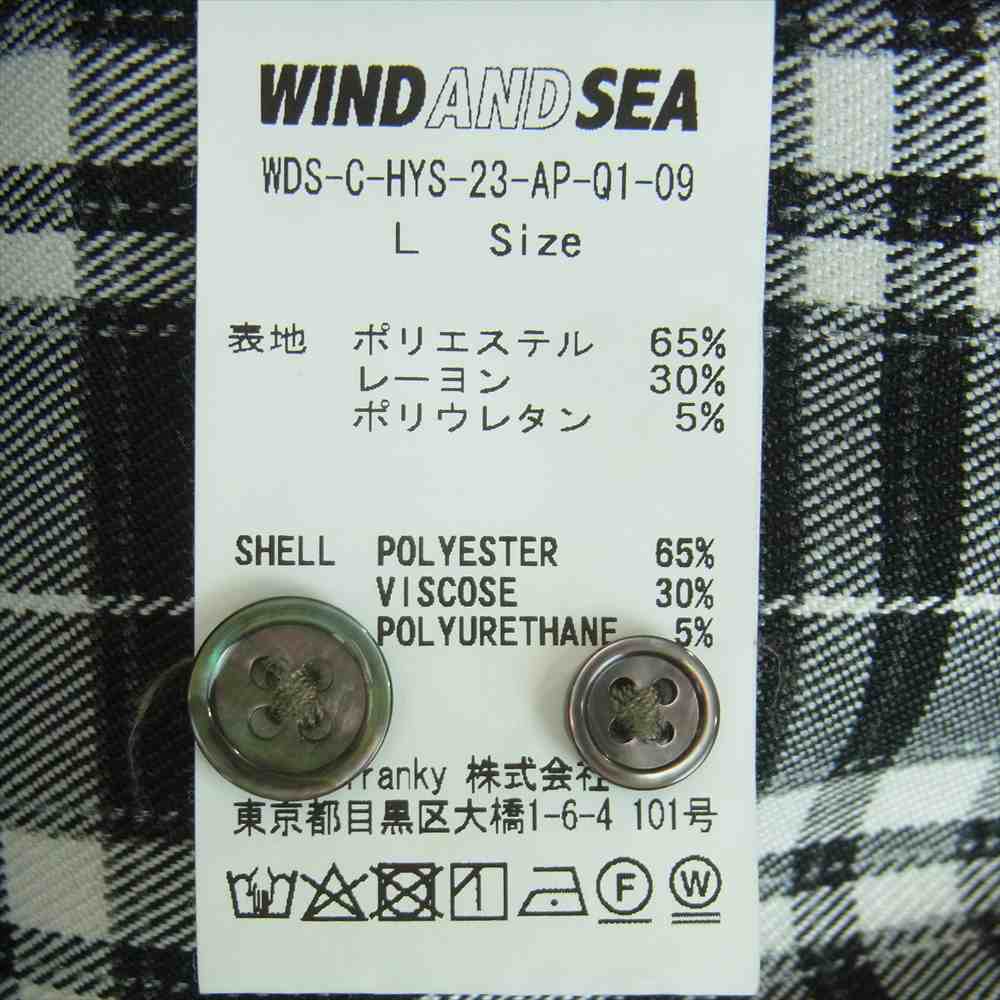 WIND AND SEA
WDS-C-HYS-23-AP-Q1-09
L Size
表地 ポリエステル 65%
レーヨン 30%
ポリウレタン 5%
SHELL POLYESTER 65%
VISCOSE 30%
POLYURETHANE 5%
株式会社
東京都目黒区大橋1-6-4 101号
F W